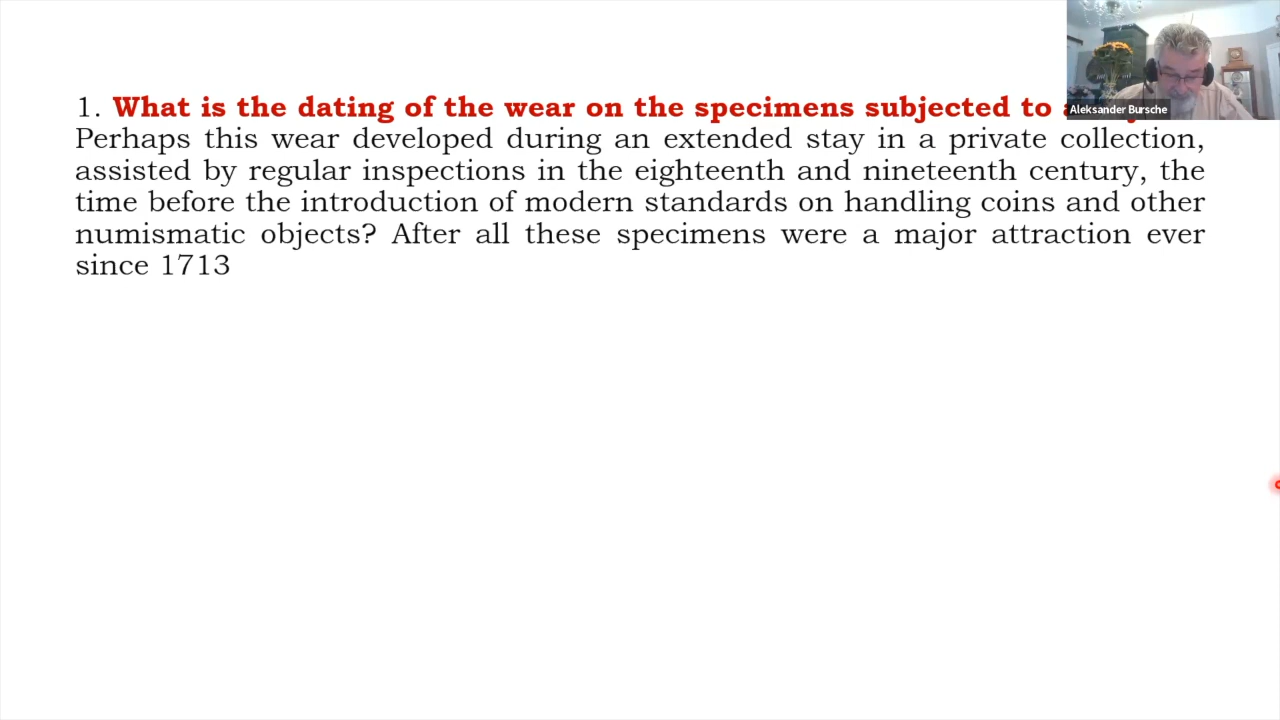 1. What is the dating of the wear on the specimens subjected to
Aleksander Bursche
Perhaps this wear developed during an extended stay in a private collection,
assisted by regular inspections in the eighteenth and nineteenth century, the
time before the introduction of modern standards on handling coins and other
numismatic objects? After all these specimens were a major attraction ever
since 1713